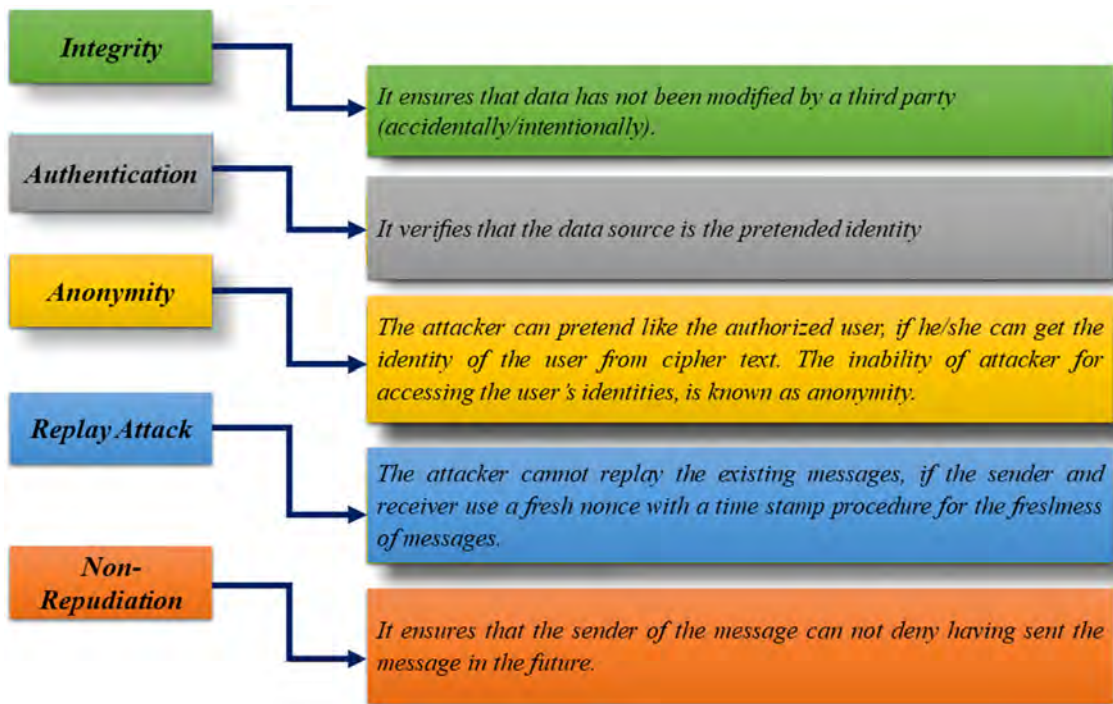 Integrity
It ensures that data has not been modified by a third party
(accidentally/intentionally).
Authentication
It verifies that the data source is the pretended identity
Anonymity
The attacker can pretend like the authorized user, if he/she can get the
identity of the user from cipher text. The inability of attacker for
accessing the user's identities, is known as anonymity.
Replay Attack
The attacker cannot replay the existing messages, if the sender and
receiver use a fresh nonce with a time stamp procedure for the freshness
of messages.
Non-
Repudiation
It ensures that the sender of the message can not deny having sent the
message in the future.